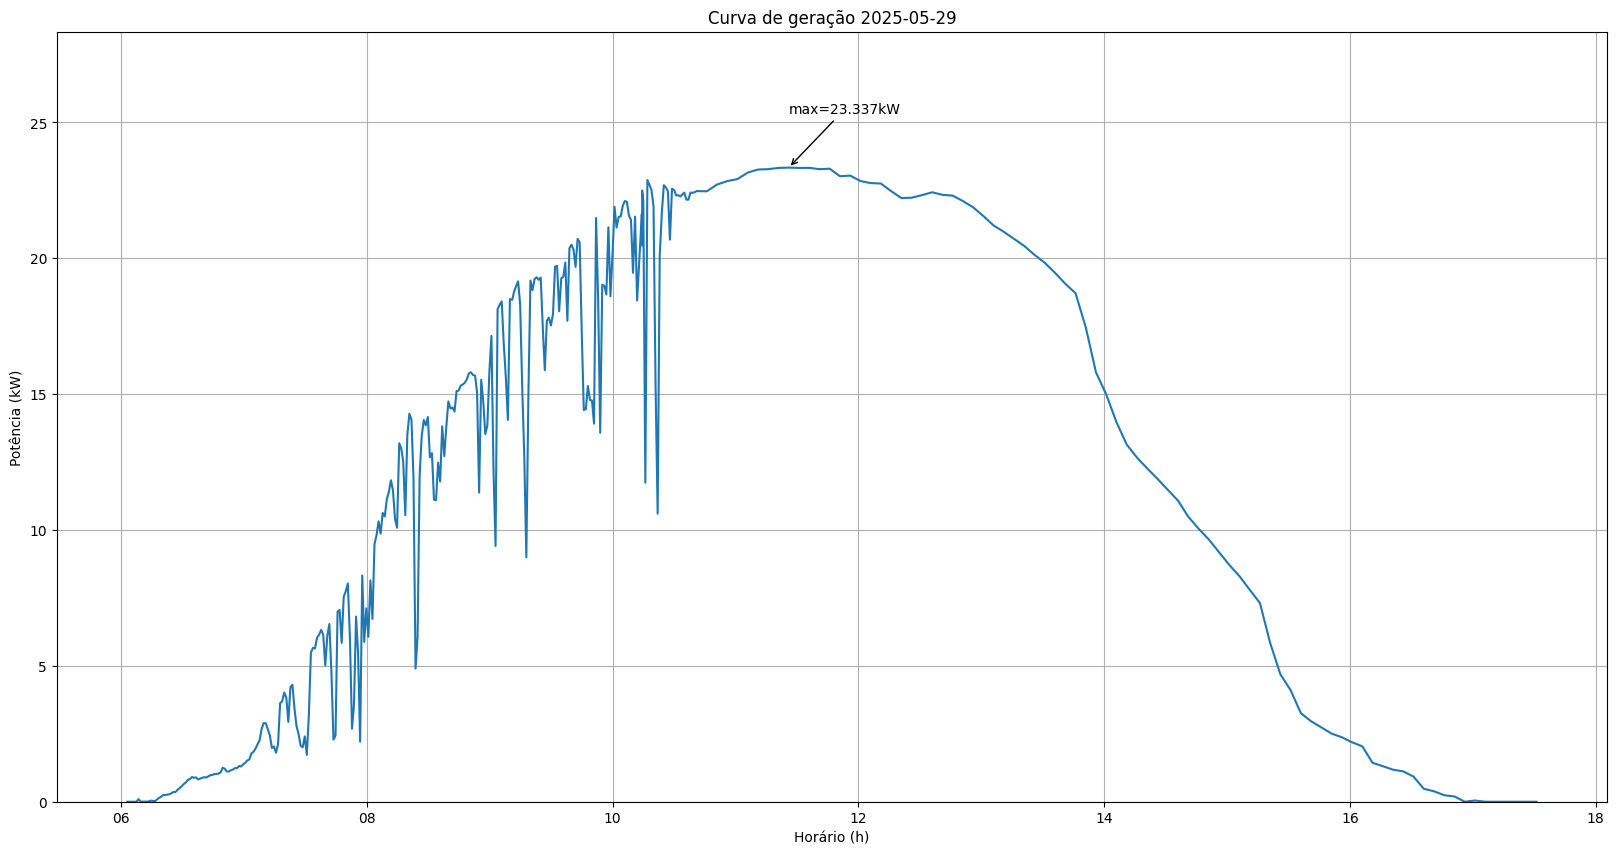 Curva de geração 2025-05-29
max=23.337kW
Potência (kW)
25
20
15
10
5
0
06 08 10 12 14 16 18
Horário (h)